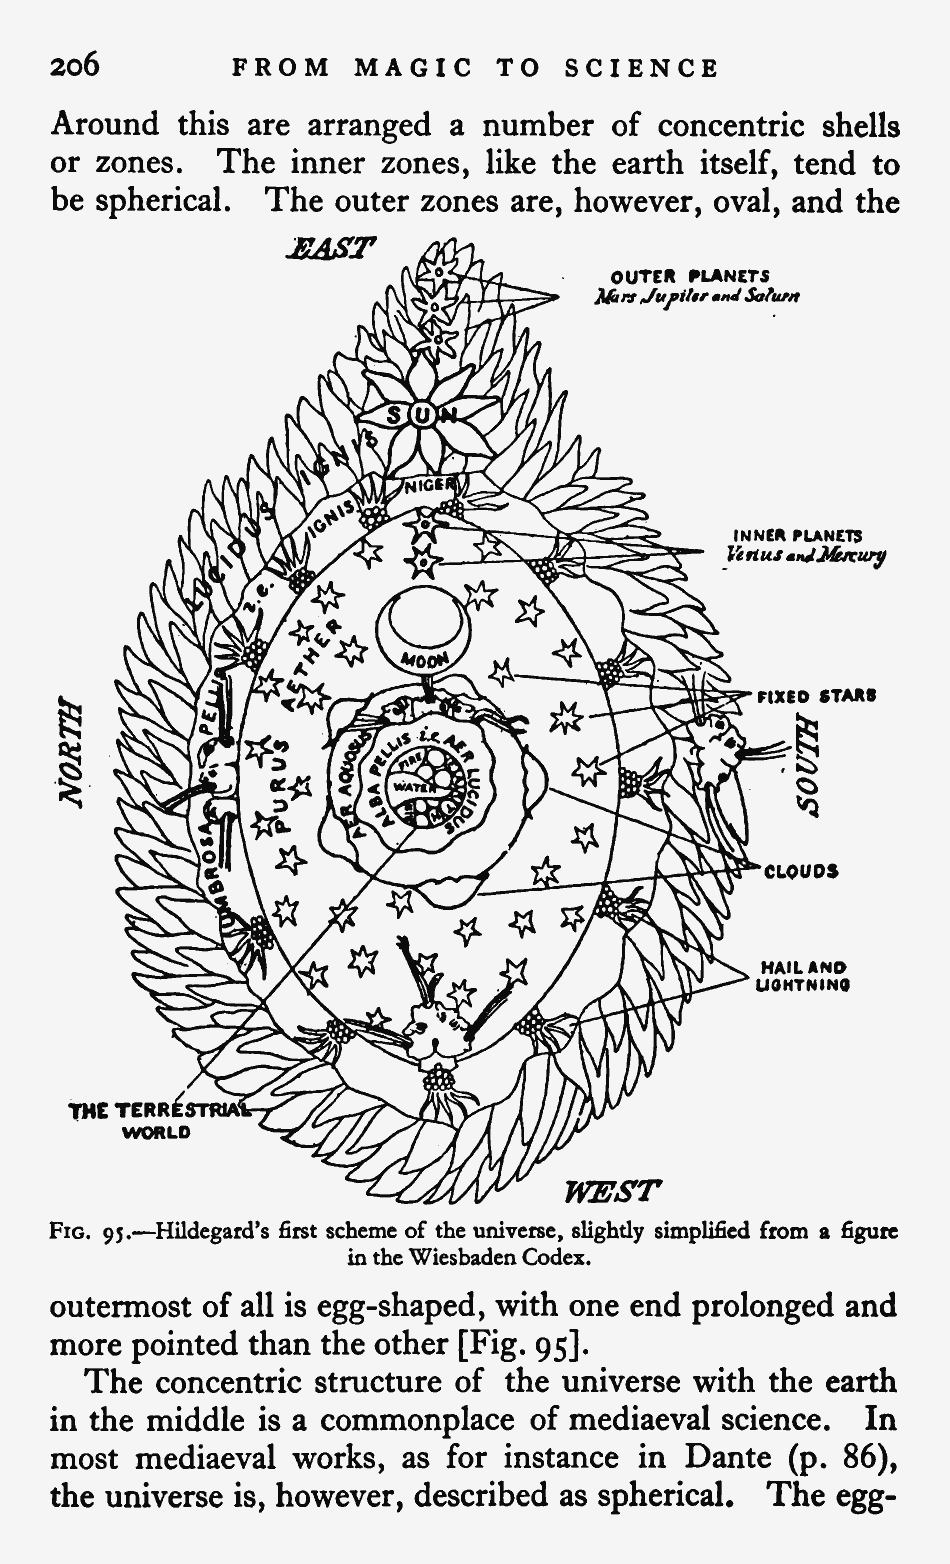 206 FROM MAGIC TO SCIENCE
Around this are arranged a number of concentric shells
or zones. The inner zones, like the earth itself, tend to
be spherical. The outer zones are, however, oval, and the
EAST
OUTER PLANETS
Mars Jupiter and Saturn
SUN
LUCIDUS IGNIS
i.e. IGNIS NIGER
INNER PLANETS
Venus and Mercury
AETHER
MOON
FIXED STARS
NORTH
SOUTH
UMBROSA PELLIS
PURUS
AER AQUOSUS
ALBA PELLIS i.e. AER LUCIDUS
FIRE
WATER
AIR
CLOUDS
HAIL AND
LIGHTNING
THE TERRESTRIAL
WORLD
WEST
FIG. 95.—Hildegard's first scheme of the universe, slightly simplified from a figure
in the Wiesbaden Codex.
outermost of all is egg-shaped, with one end prolonged and
more pointed than the other [Fig. 95].
The concentric structure of the universe with the earth
in the middle is a commonplace of mediaeval science. In
most mediaeval works, as for instance in Dante (p. 86),
the universe is, however, described as spherical. The egg-